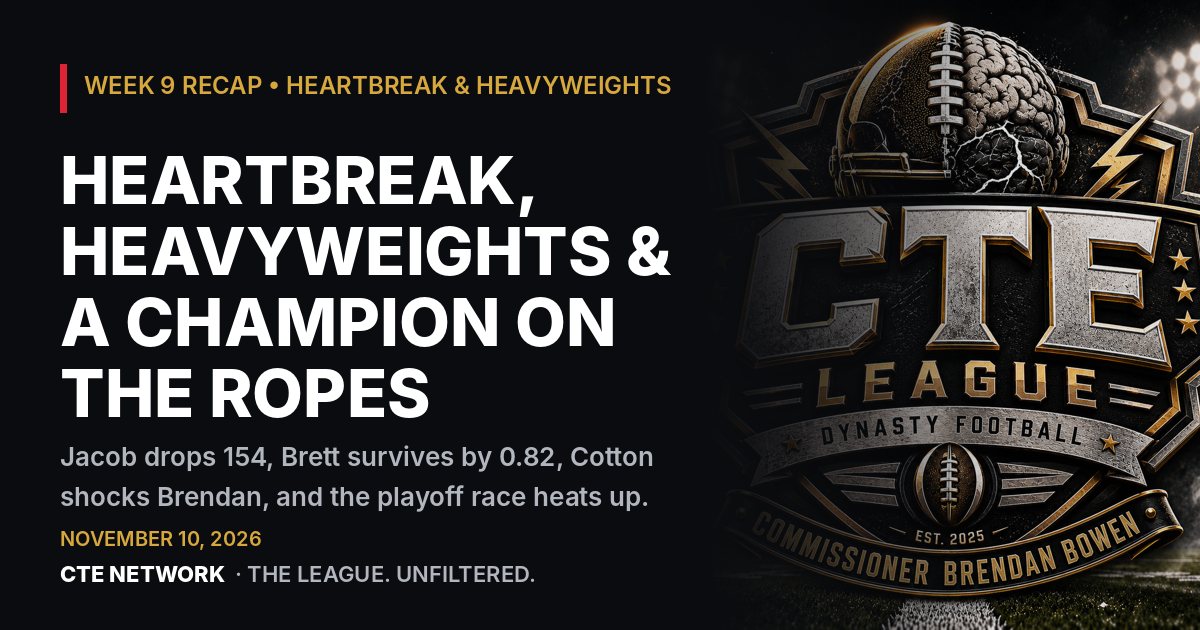 WEEK 9 RECAP • HEARTBREAK & HEAVYWEIGHTS
HEARTBREAK,
HEAVYWEIGHTS &
A CHAMPION ON
THE ROPES
Jacob drops 154, Brett survives by 0.82, Cotton
shocks Brendan, and the playoff race heats up.
NOVEMBER 10, 2026
CTE NETWORK · THE LEAGUE. UNFILTERED.
CTE
LEAGUE
DYNASTY FOOTBALL
EST. 2025
COMMISSIONER BRENDAN BOWEN